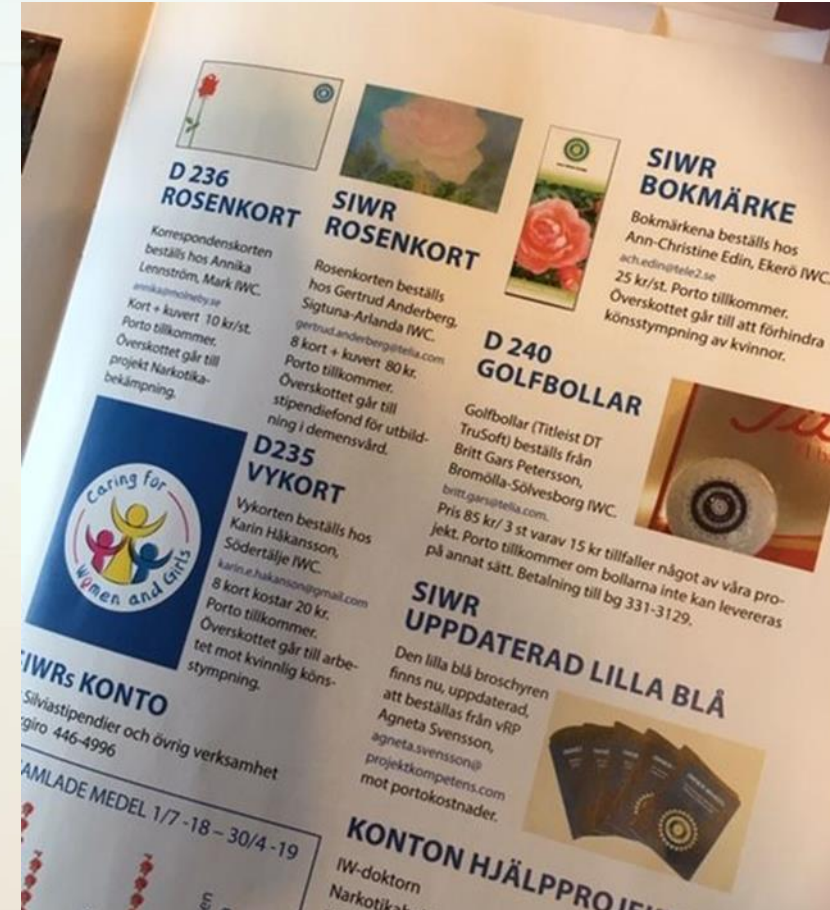 D 236
ROSENKORT
Korrespondenskorten
beställs hos Annika
Lennström, Mark IWC.
annika@molneby.se
Kort + kuvert 10 kr/st.
Porto tillkommer.
Överskottet går till
projekt Narkotika-
bekämpning.
SIWR
ROSENKORT
Rosenkorten beställs
hos Gertrud Anderberg,
Sigtuna-Arlanda IWC.
gertrud.anderberg@telia.com
8 kort + kuvert 80 kr.
Porto tillkommer.
Överskottet går till
stipendiefond för utbild-
ning i demensvård.
SIWR
BOKMÄRKE
Bokmärkena beställs hos
Ann-Christine Edin, Ekerö IWC.
ach.edin@tele2.se
25 kr/st. Porto tillkommer.
Överskottet går till att förhindra
könsstympning av kvinnor.
D 240
GOLFBOLLAR
Golfbollar (Titleist DT
TruSoft) beställs från
Britt Gars Petersson,
Bromölla-Sölvesborg IWC.
britt.gars@telia.com.
Pris 85 kr/ 3 st varav 15 kr tillfaller något av våra pro-
jekt. Porto tillkommer om bollarna inte kan levereras
på annat sätt. Betalning till bg 331-3129.
Caring for
Women and Girls
D235
VYKORT
Vykorten beställs hos
Karin Håkansson,
Södertälje IWC.
karin.e.hakanson@gmail.com
8 kort kostar 20 kr.
Porto tillkommer.
Överskottet går till arbe-
tet mot kvinnlig köns-
stympning.
SIWR
UPPDATERAD LILLA BLÅ
Den lilla blå broschyren
finns nu, uppdaterad,
att beställas från vRP
Agneta Svensson,
agneta.svensson@
projektkompetens.com
mot portokostnader.
IWRs KONTO
Silviastipendier och övrig verksamhet
giro 446-4996
AMLADE MEDEL 1/7 -18 – 30/4 -19
KONTON HJÄLPPROJEK
IW-doktorn